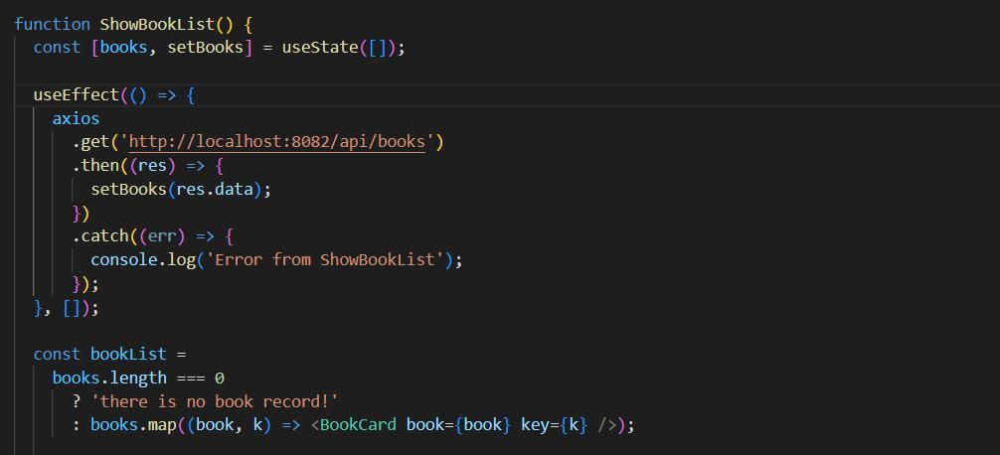 function ShowBookList() {
const [books, setBooks] = useState([]);
useEffect(() => {
axios
.get('http://localhost:8082/api/books')
.then((res) => {
setBooks(res.data);
})
.catch((err) => {
console.log('Error from ShowBookList');
});
}, []);
const bookList =
books.length === 0
? 'there is no book record!'
: books.map((book, k) => <BookCard book={book} key={k} />);